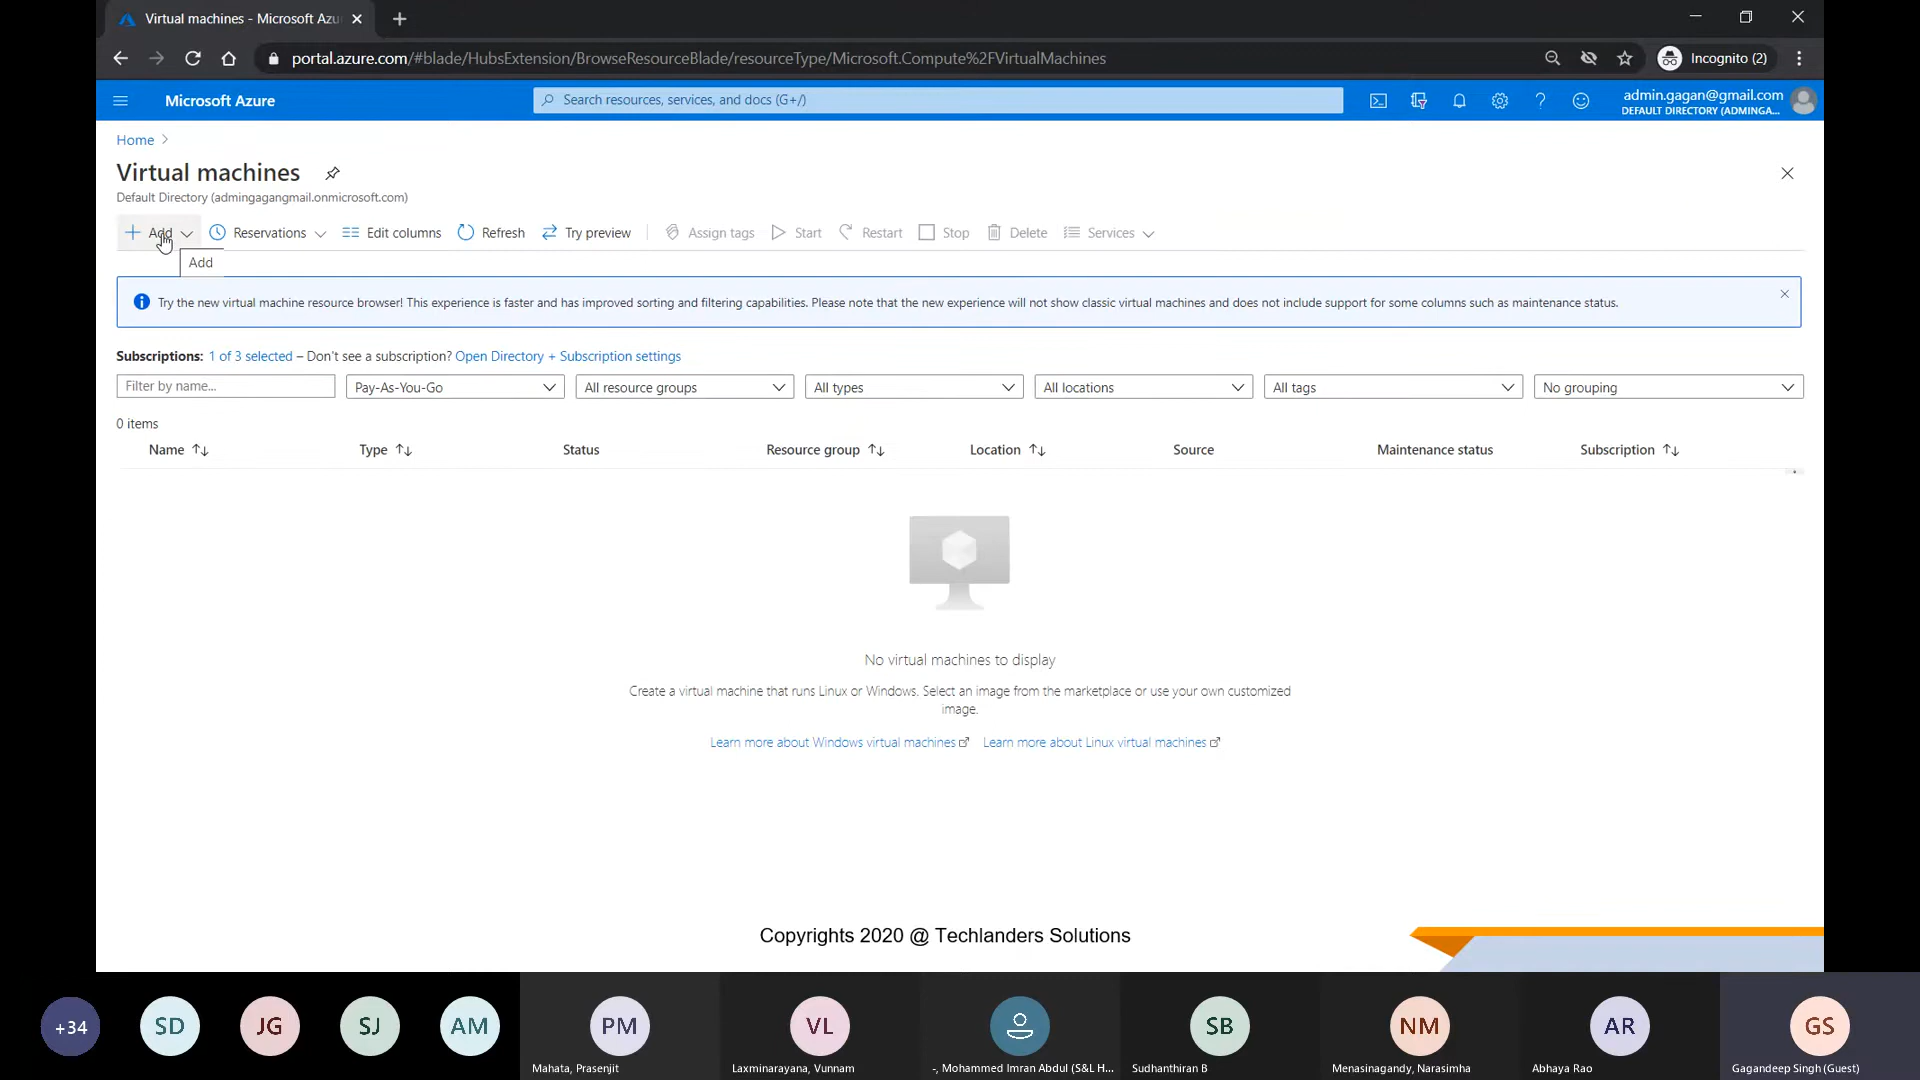 Virtual machines - Microsoft Azu
portal.azure.com/#blade/HubsExtension/BrowseResourceBlade/resourceType/Microsoft.Compute%2FVirtualMachines
Incognito (2)
Microsoft Azure
Search resources, services, and docs (G+/)
admin.gagan@gmail.com
DEFAULT DIRECTORY (ADMINGA...
Home >
Virtual machines
Default Directory (admingagangmail.onmicrosoft.com)
+ Add Reservations Edit columns Refresh Try preview Assign tags Start Restart Stop Delete Services
Add
Try the new virtual machine resource browser! This experience is faster and has improved sorting and filtering capabilities. Please note that the new experience will not show classic virtual machines and does not include support for some columns such as maintenance status.
Subscriptions: 1 of 3 selected – Don't see a subscription? Open Directory + Subscription settings
Filter by name... Pay-As-You-Go All resource groups All types All locations All tags No grouping
0 items
Name Type Status Resource group Location Source Maintenance status Subscription
No virtual machines to display
Create a virtual machine that runs Linux or Windows. Select an image from the marketplace or use your own customized
image.
Learn more about Windows virtual machines Learn more about Linux virtual machines
Copyrights 2020 @ Techlanders Solutions
+34 SD JG SJ AM PM VL SB NM AR GS
Mahata, Prasenjit Laxminarayana, Vunnam -, Mohammed Imran Abdul (S&L H... Sudhanthiran B Menasinagandy, Narasimha Abhaya Rao Gagandeep Singh (Guest)